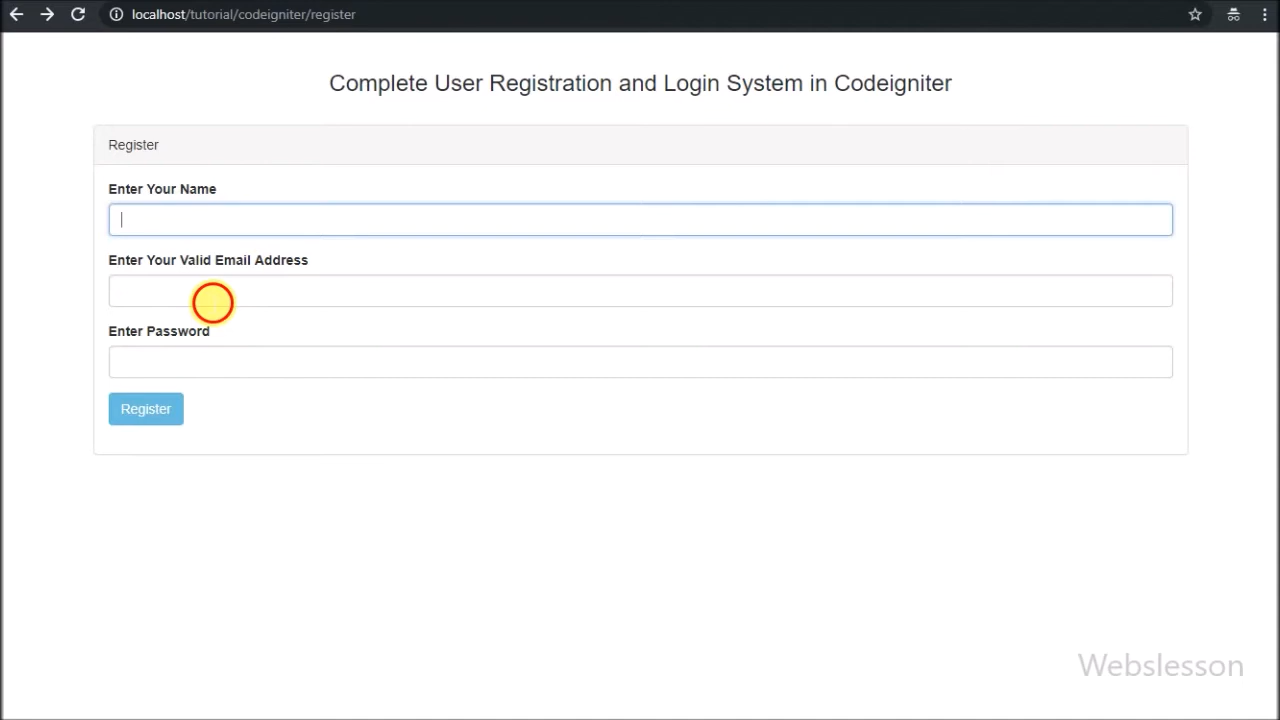 localhost/tutorial/codeigniter/register
Complete User Registration and Login System in Codeigniter
Register
Enter Your Name
Enter Your Valid Email Address
Enter Password
Register
Webslesson